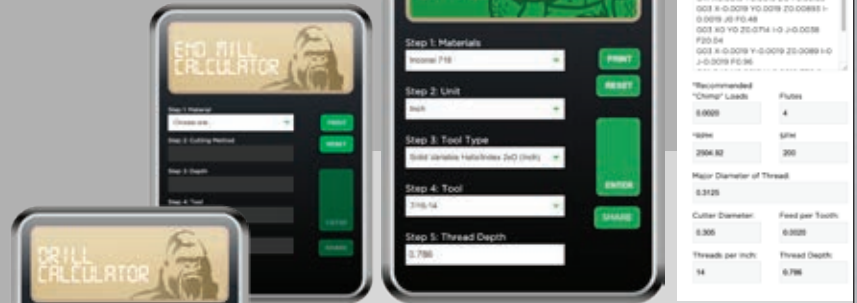 END MILL
CALCULATOR
Step 1: Material
Choose one
PRINT
Step 2: Cutting Method
RESET
Step 3: Depth
Step 4: Tool
ENTER
SHARE
DRILL
CALCULATOR
Step 1: Materials
Inconel 718
PRINT
RESET
Step 2: Unit
Inch
Step 3: Tool Type
Solid Variable Helix/Index 2xD (Inch)
ENTER
Step 4: Tool
7/16-14
SHARE
Step 5: Thread Depth
0.786
G03 X-0.0019 Y0.0019 Z0.00893 I-
0.0019 J0 F0.48
G03 X0 Y0 Z0.0714 I-0 J-0.0038
F20.04
G03 X-0.0019 Y-0.0019 Z0.0089 I-0
J-0.0019 F0.96
*Recommended
"Chimp" Loads
Flutes
0.0020
4
*RPM
SFM
2504.92
200
Major Diameter of Thread:
0.3125
Cutter Diameter:
Feed per Tooth:
0.305
0.0020
Threads per inch:
Thread Depth:
14
0.786